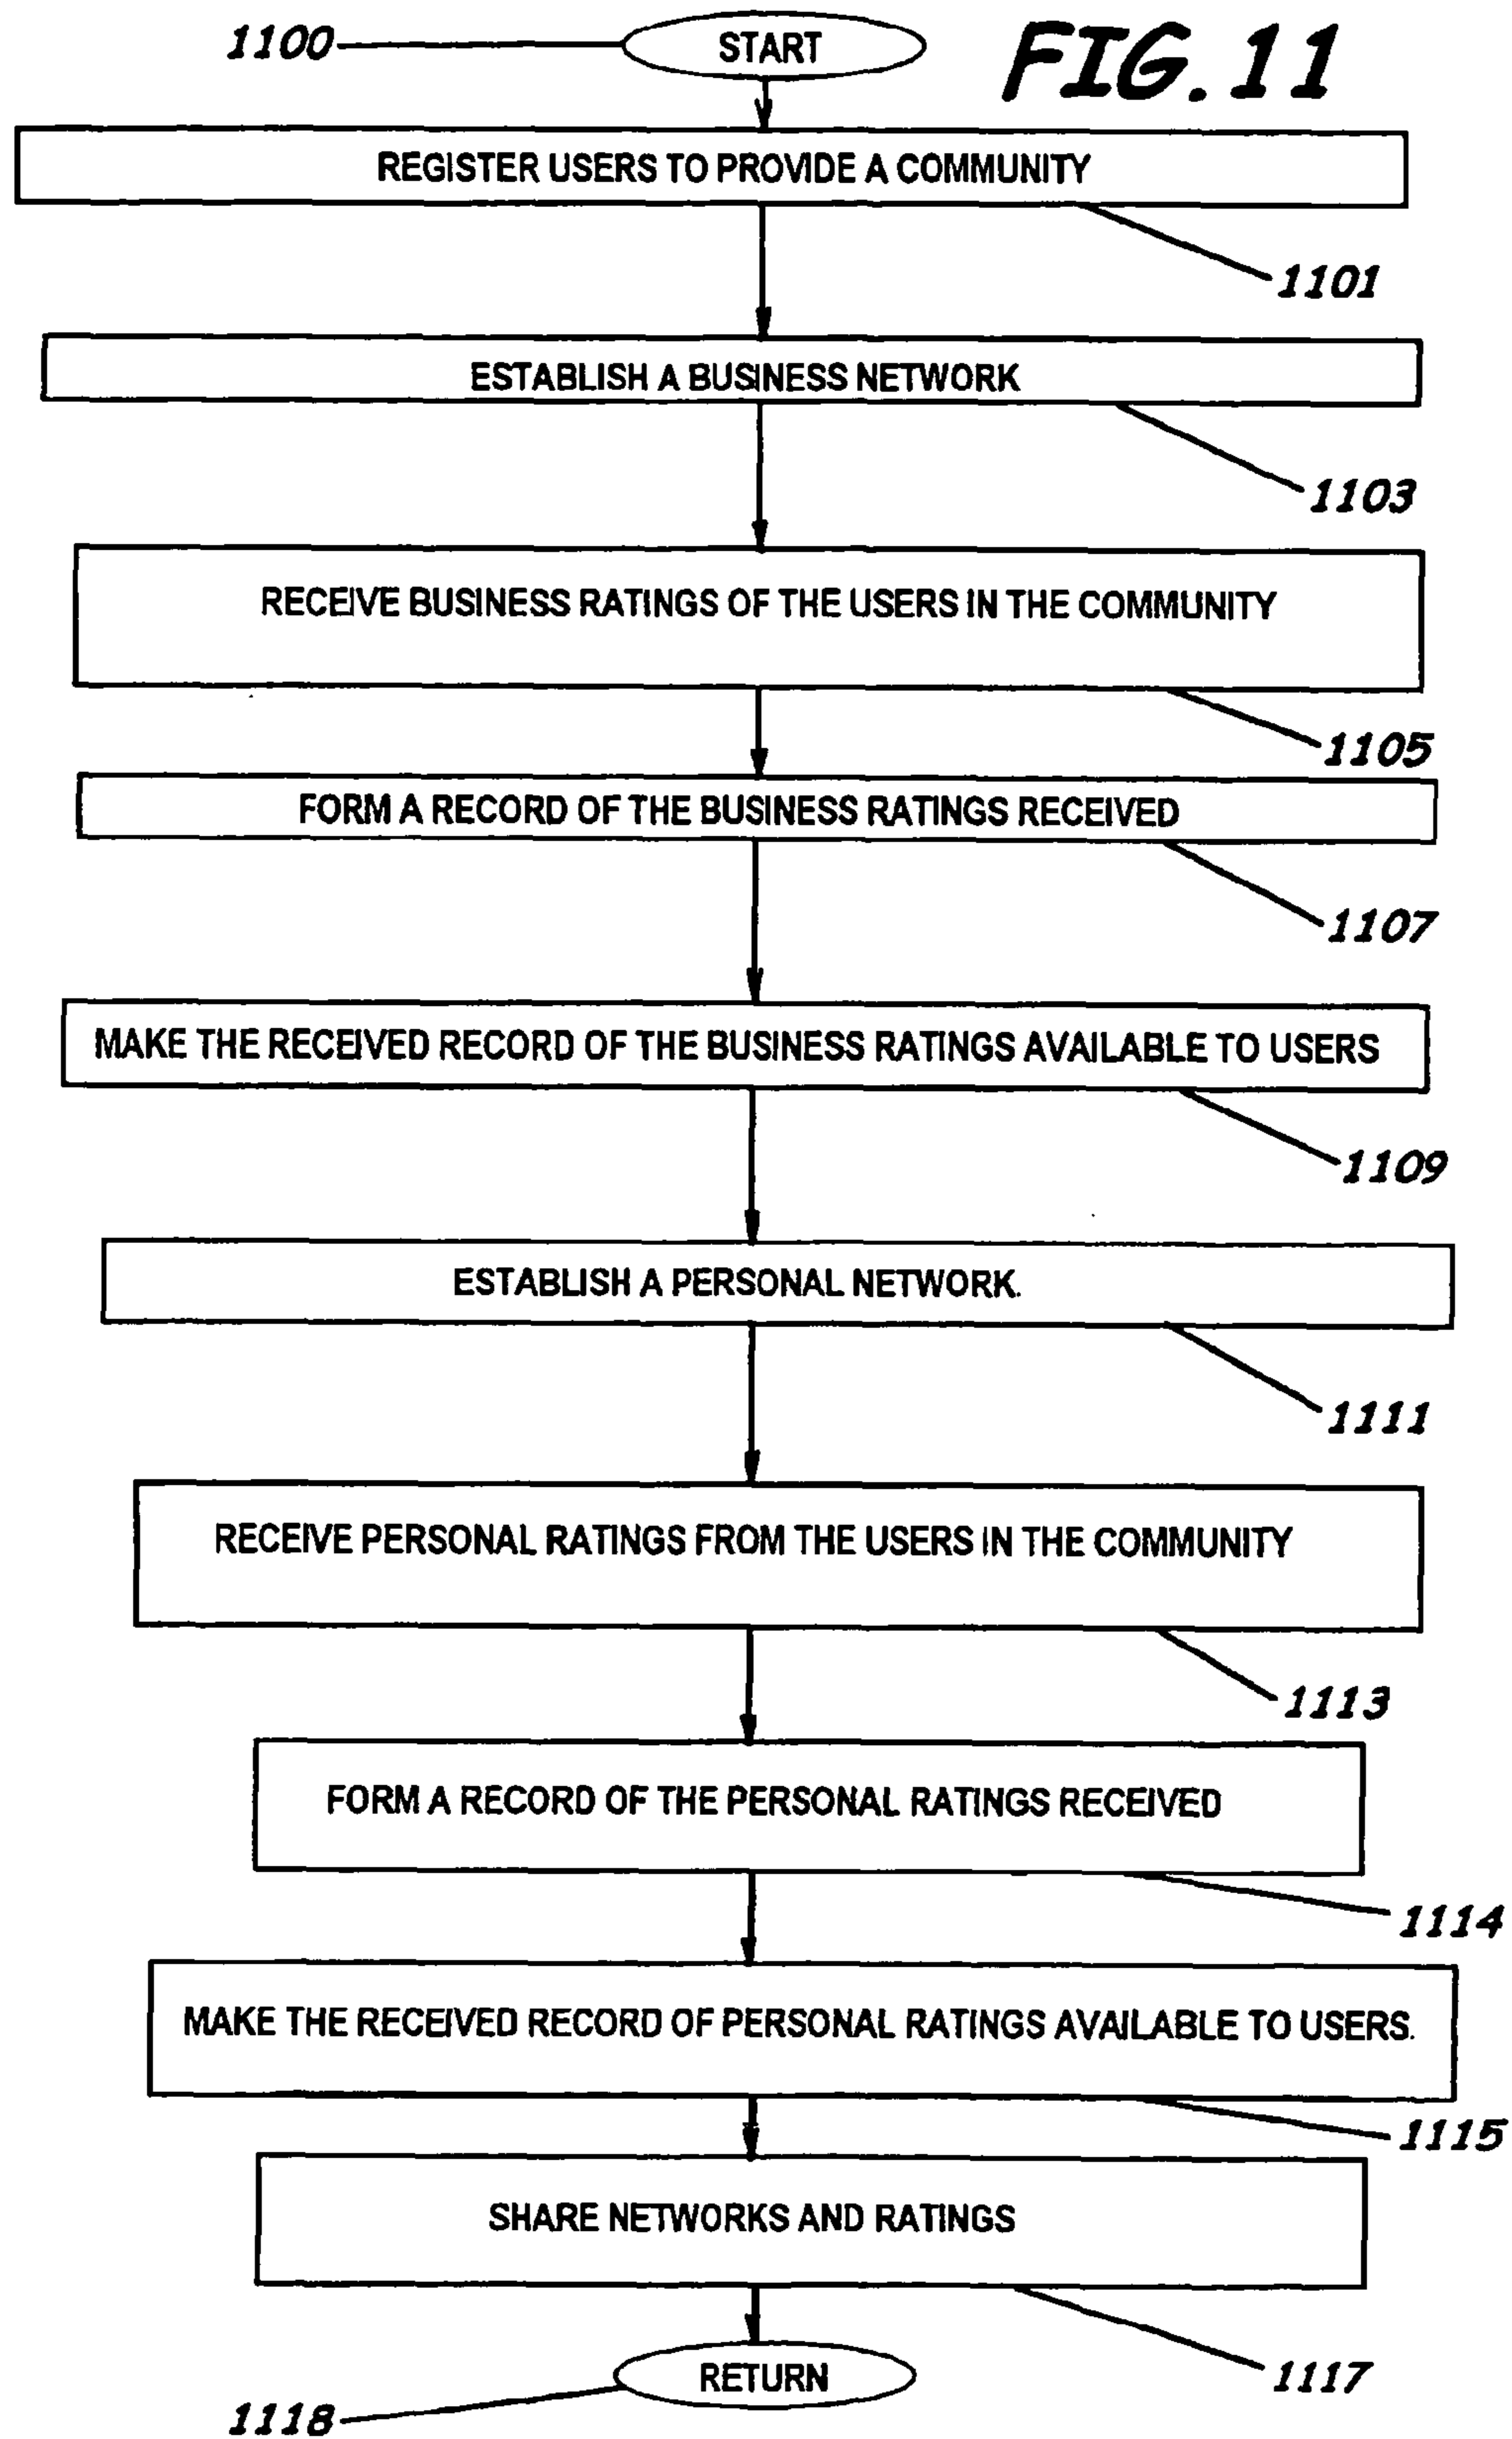 1100
START
FIG. 11
REGISTER USERS TO PROVIDE A COMMUNITY
1101
ESTABLISH A BUSINESS NETWORK
1103
RECEIVE BUSINESS RATINGS OF THE USERS IN THE COMMUNITY
1105
FORM A RECORD OF THE BUSINESS RATINGS RECEIVED
1107
MAKE THE RECEIVED RECORD OF THE BUSINESS RATINGS AVAILABLE TO USERS
1109
ESTABLISH A PERSONAL NETWORK.
1111
RECEIVE PERSONAL RATINGS FROM THE USERS IN THE COMMUNITY
1113
FORM A RECORD OF THE PERSONAL RATINGS RECEIVED
1114
MAKE THE RECEIVED RECORD OF PERSONAL RATINGS AVAILABLE TO USERS.
1115
SHARE NETWORKS AND RATINGS
1117
RETURN
1118